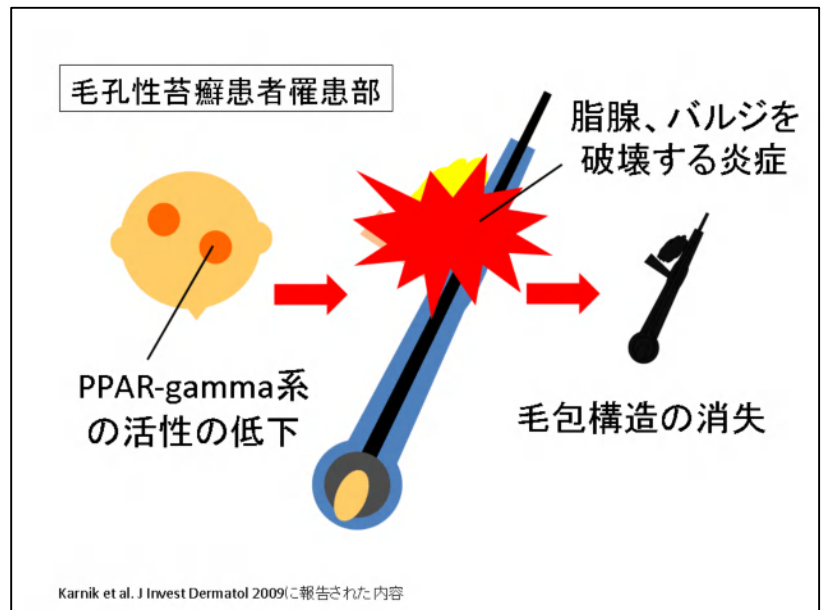 毛孔性苔癬患者罹患部
脂腺、バルジを
破壊する炎症
PPAR-gamma系
の活性の低下
毛包構造の消失
Karnik et al. J Invest Dermatol 2009に報告された内容